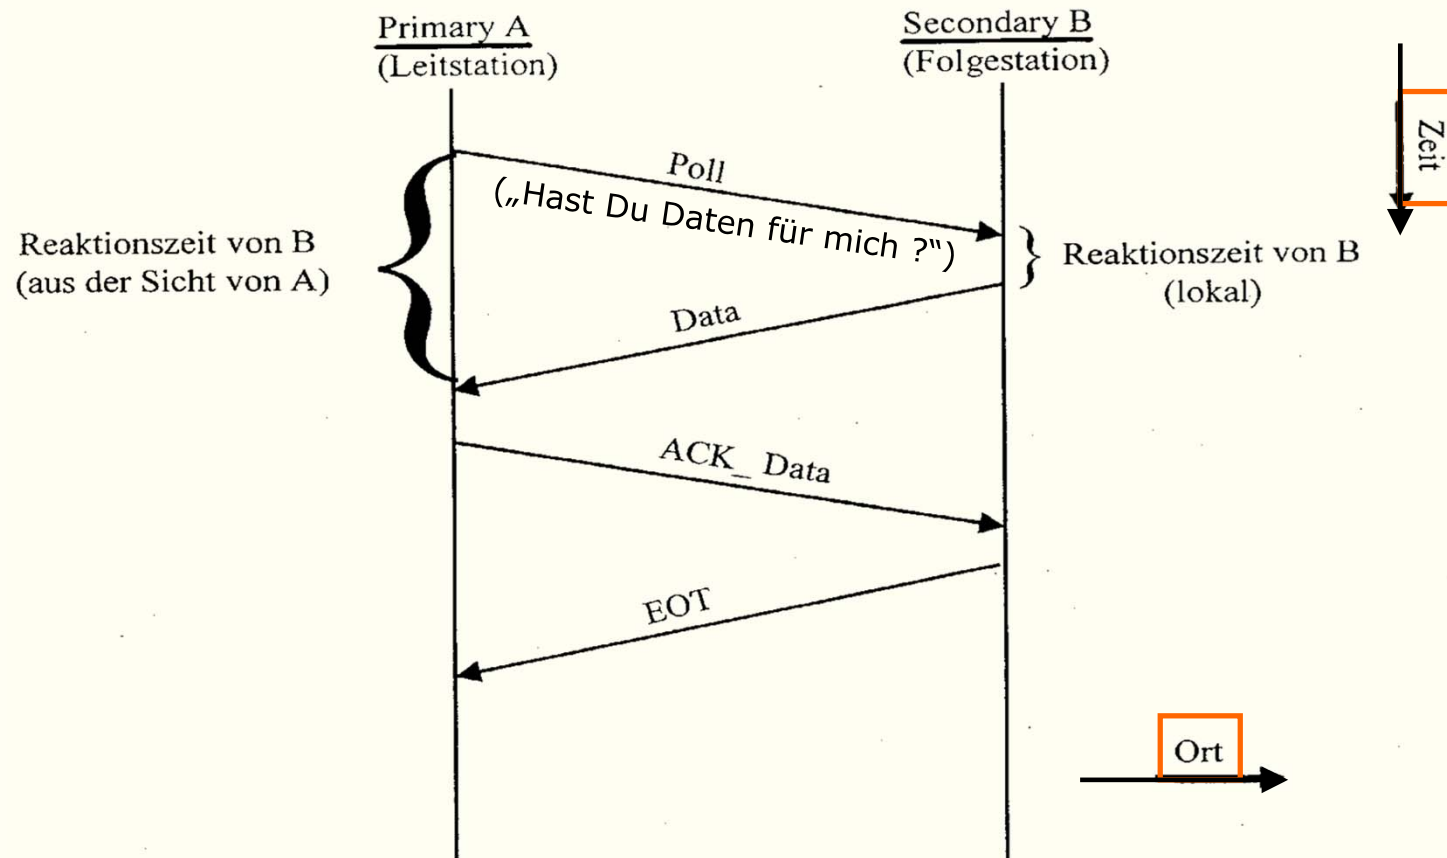 Primary A
(Leitstation)
Secondary B
(Folgestation)
Zeit
Poll
(„Hast Du Daten für mich ?“)
Reaktionszeit von B
(aus der Sicht von A)
Reaktionszeit von B
(lokal)
Data
ACK_ Data
EOT
Ort